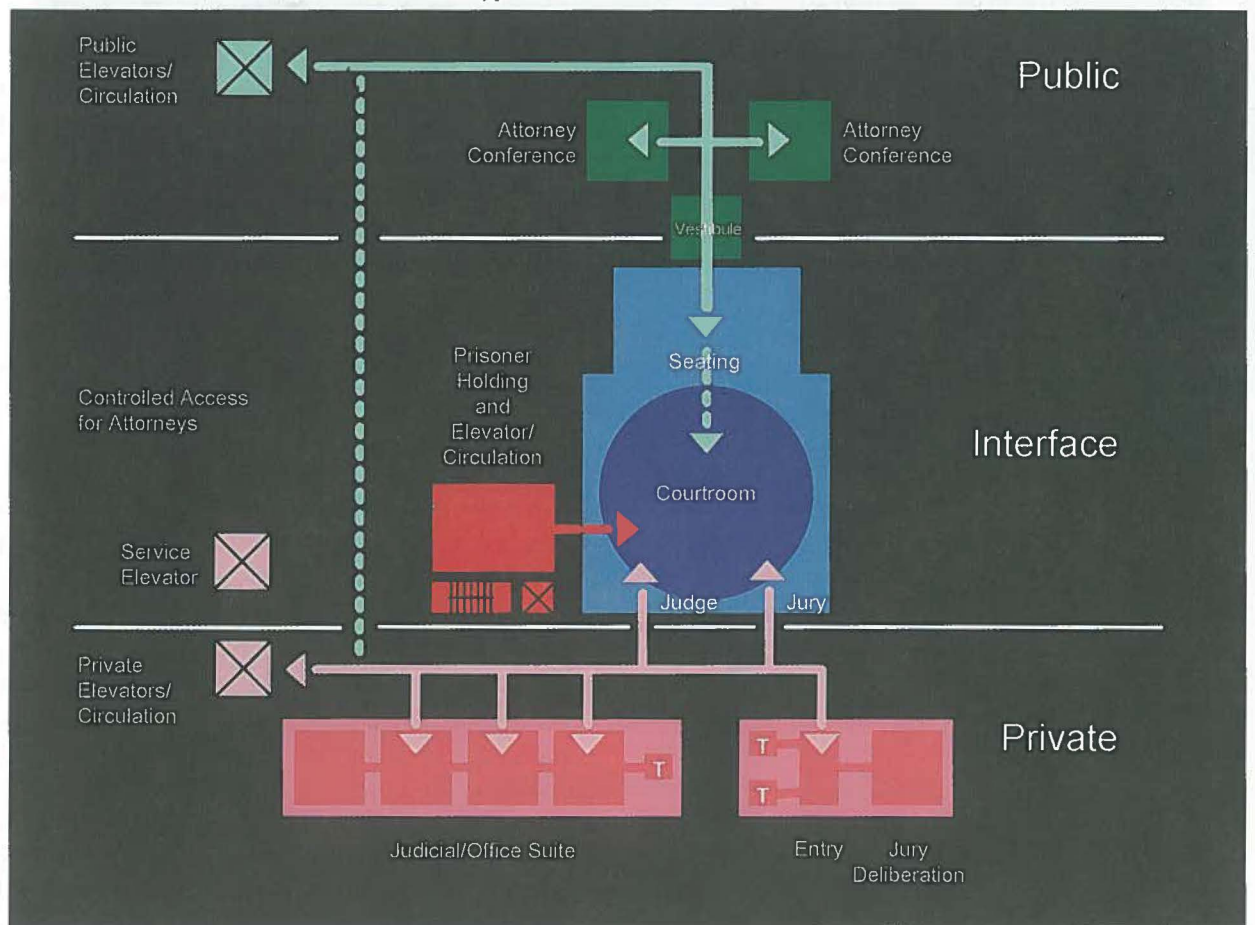 Public
Elevators/
Circulation
Public
Attorney
Conference
Attorney
Conference
Vestibule
Seating
Prisoner
Holding
and
Elevator/
Circulation
Controlled Access
for Attorneys
Interface
Courtroom
Service
Elevator
Judge
Jury
Private
Elevators/
Circulation
Private
T
T
T
Judicial/Office Suite
Entry
Jury
Deliberation